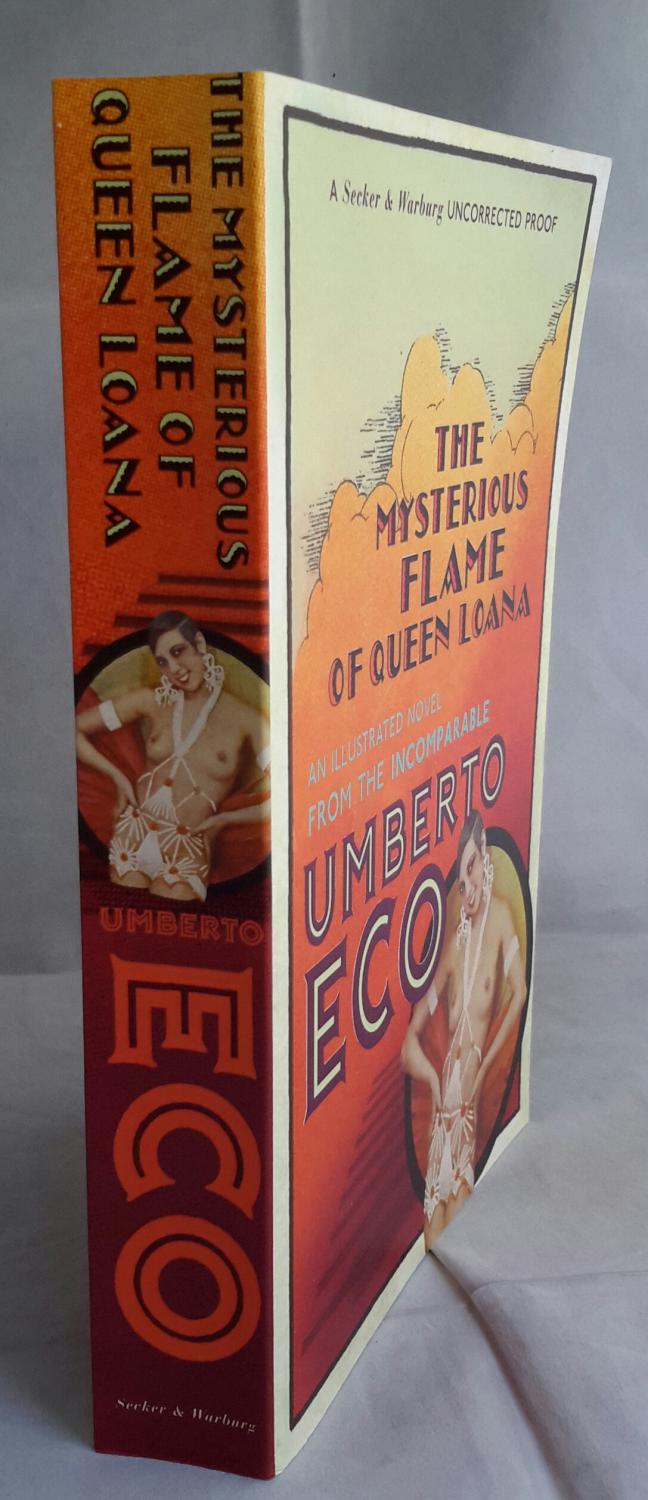 THE MYSTERIOUS
FLAME OF
QUEEN LOANA
UMBERTO
ECO
Secker & Warburg
A Secker & Warburg UNCORRECTED PROOF
THE
MYSTERIOUS
FLAME
OF QUEEN LOANA
AN ILLUSTRATED NOVEL
FROM THE INCOMPARABLE
UMBERTO
ECO